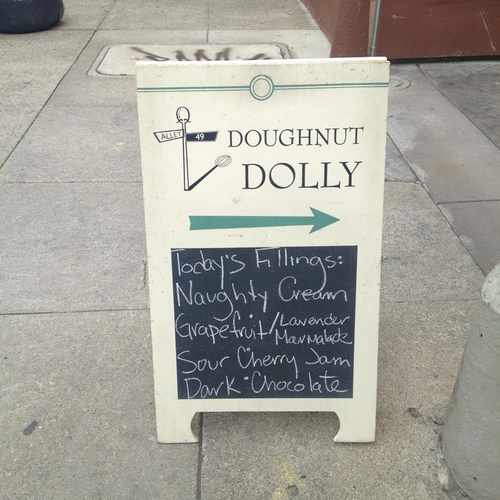 ALLEY 49
DOUGHNUT
DOLLY
Today's Fillings:
Naughty Cream
Grapefruit/Lavender
Marmalade
Sour Cherry Jam
Dark Chocolate